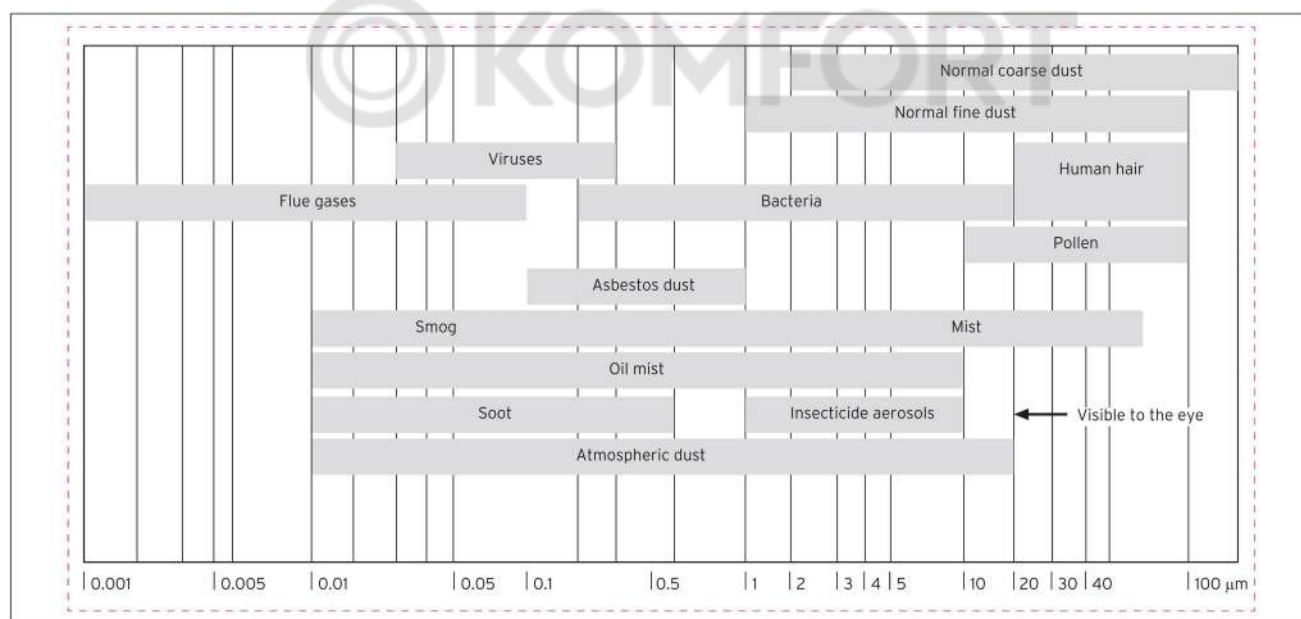 KOMFORT
Normal coarse dust
Normal fine dust
Viruses
Human hair
Flue gases
Bacteria
Pollen
Asbestos dust
Smog
Mist
Oil mist
Soot
Insecticide aerosols
Visible to the eye
Atmospheric dust
0.001 0.005 0.01 0.05 0.1 0.5 1 2 3 4 5 10 20 30 40 100 µm